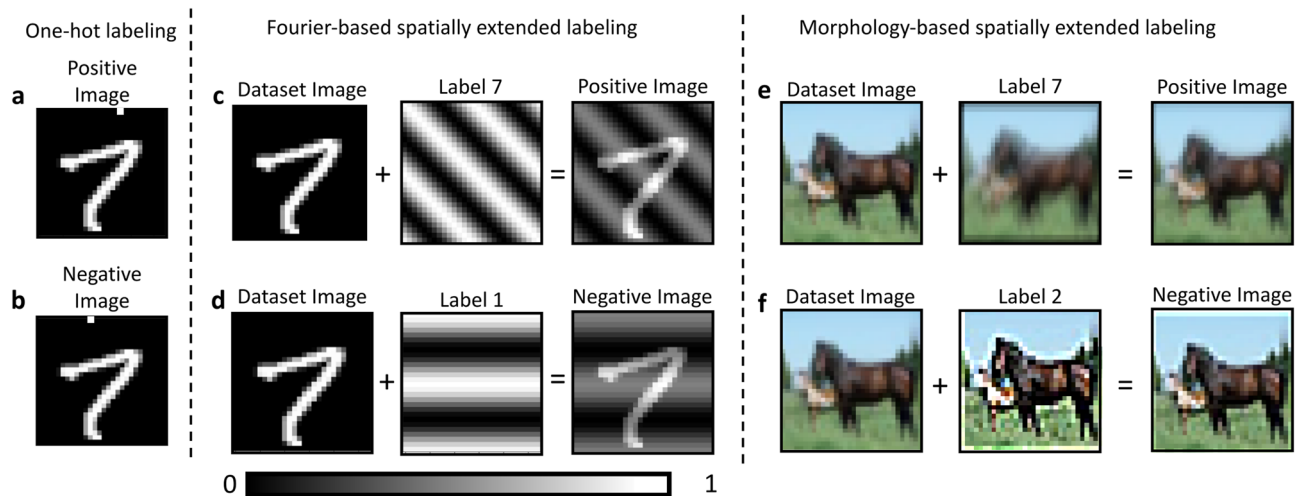 One-hot labeling
Fourier-based spatially extended labeling
Morphology-based spatially extended labeling
a
Positive
Image
c
Dataset Image
Label 7
Positive Image
+
=
e
Dataset Image
Label 7
Positive Image
+
=
b
Negative
Image
d
Dataset Image
Label 1
Negative Image
+
=
f
Dataset Image
Label 2
Negative Image
+
=
0
1